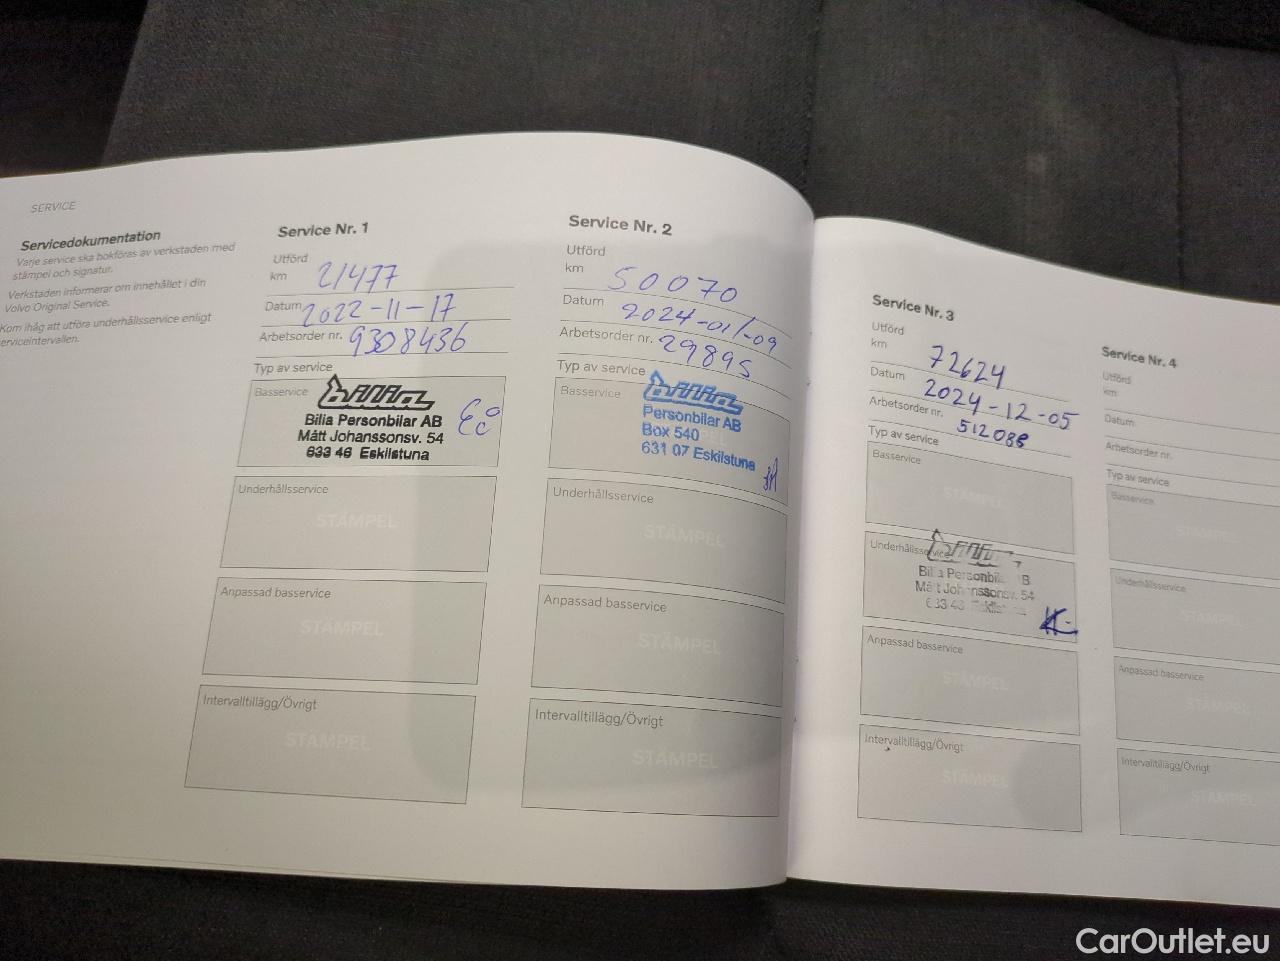 SERVICE
Servicedokumentation
Varje service ska bokföras av verkstaden med
stämpel och signatur.
Verkstaden informerar om innehållet i din
Volvo Original Service.
Kom ihåg att utföra underhållsservice enligt
serviceintervallen.
Service Nr. 1
Utförd
km 21477
Datum 2022-11-17
Arbetsorder nr. 9308436
Typ av service
Basservice
bilia
Bilia Personbilar AB
Mått Johanssonsv. 54
633 46 Eskilstuna
Underhållsservice
STÄMPEL
Anpassad basservice
STÄMPEL
Intervalltillägg/Övrigt
STÄMPEL
Service Nr. 2
Utförd
km 50070
Datum 2024-01-09
Arbetsorder nr. 29895
Typ av service
Basservice
bilia
Personbilar AB
Box 540
631 07 Eskilstuna
Underhållsservice
STÄMPEL
Anpassad basservice
STÄMPEL
Intervalltillägg/Övrigt
STÄMPEL
Service Nr. 3
Utförd
km 72624
Datum 2024-12-05
Arbetsorder nr. 512088
Typ av service
Basservice
STÄMPEL
Underhållsservice
bilia
Bilia Personbilar AB
Mått Johanssonsv. 54
Anpassad basservice
STÄMPEL
Intervalltillägg/Övrigt
STÄMPEL
Service Nr. 4
Utförd
km
Datum
Arbetsorder nr.
Typ av service
Basservice
STÄMPEL
Underhållsservice
STÄMPEL
Anpassad basservice
STÄMPEL
Intervalltillägg/Övrigt
STÄMPEL
CarOutlet.eu